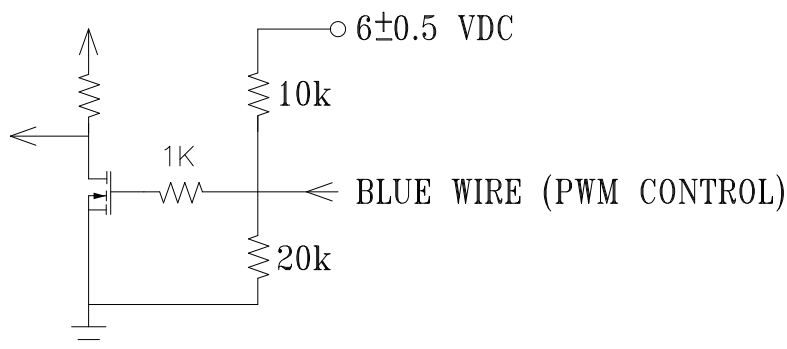 6±0.5 VDC
10k
1K
BLUE WIRE (PWM CONTROL)
20k